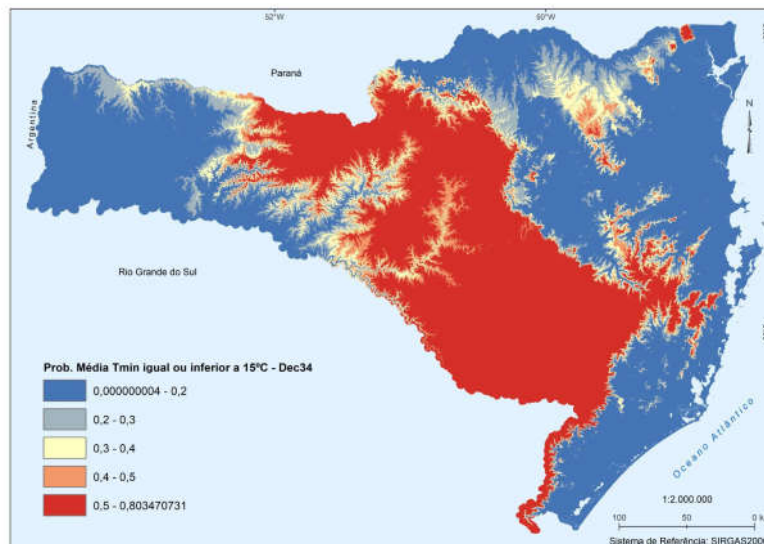 52°W
50°W
Paraná
Argentina
N
Rio Grande do Sul
Prob. Média Tmin igual ou inferior a 15ºC - Dec34
0,000000004 - 0,2
0,2 - 0,3
0,3 - 0,4
0,4 - 0,5
0,5 - 0,803470731
Oceano Atlântico
1:2.000.000
100 50 0 k
Sistema de Referência: SIRGAS200